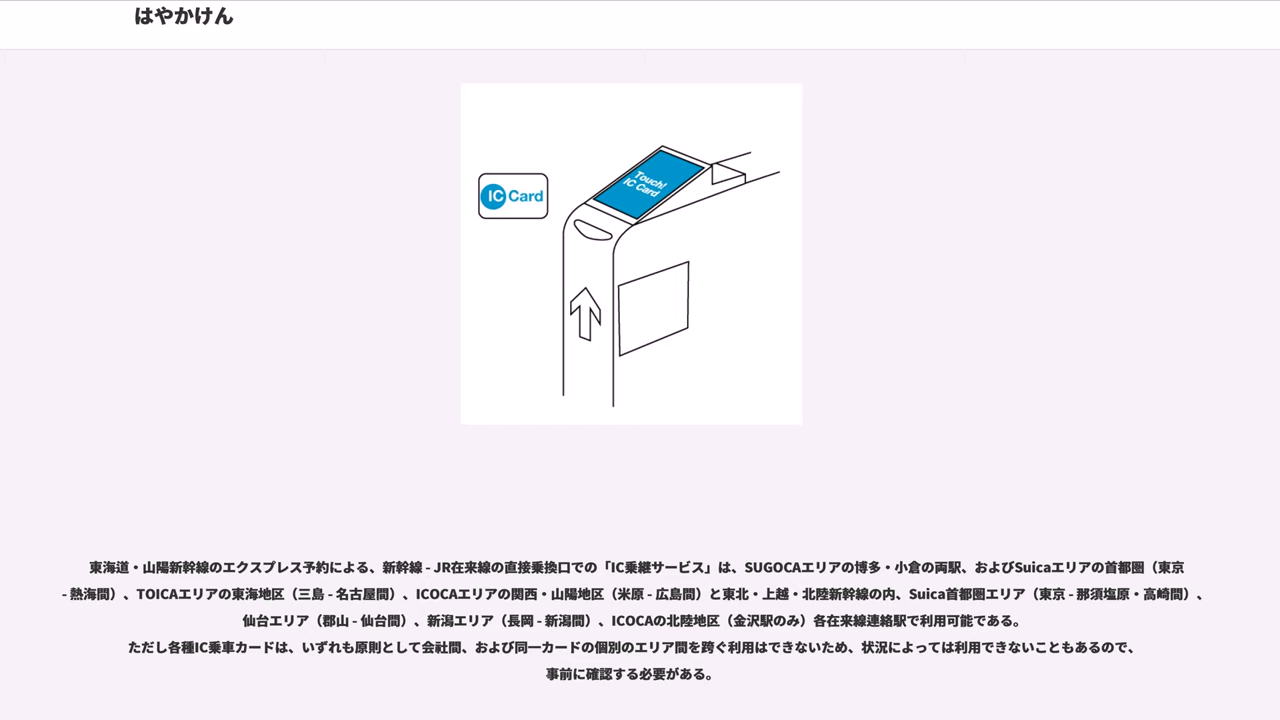 はやかけん
Touch!
IC Card
IC Card
東海道・山陽新幹線のエクスプレス予約による、新幹線 - JR在来線の直接乗換口での「IC乗継サービス」は、SUGOCAエリアの博多・小倉の両駅、およびSuicaエリアの首都圏（東京
- 熱海間）、TOICAエリアの東海地区（三島 - 名古屋間）、ICOCAエリアの関西・山陽地区（米原 - 広島間）と東北・上越・北陸新幹線の内、Suica首都圏エリア（東京 - 那須塩原・高崎間）、
仙台エリア（郡山 - 仙台間）、新潟エリア（長岡 - 新潟間）、ICOCAの北陸地区（金沢駅のみ）各在来線連絡駅で利用可能である。
ただし各種IC乗車カードは、いずれも原則として会社間、および同一カードの個別のエリア間を跨ぐ利用はできないため、状況によっては利用できないこともあるので、
事前に確認する必要がある。